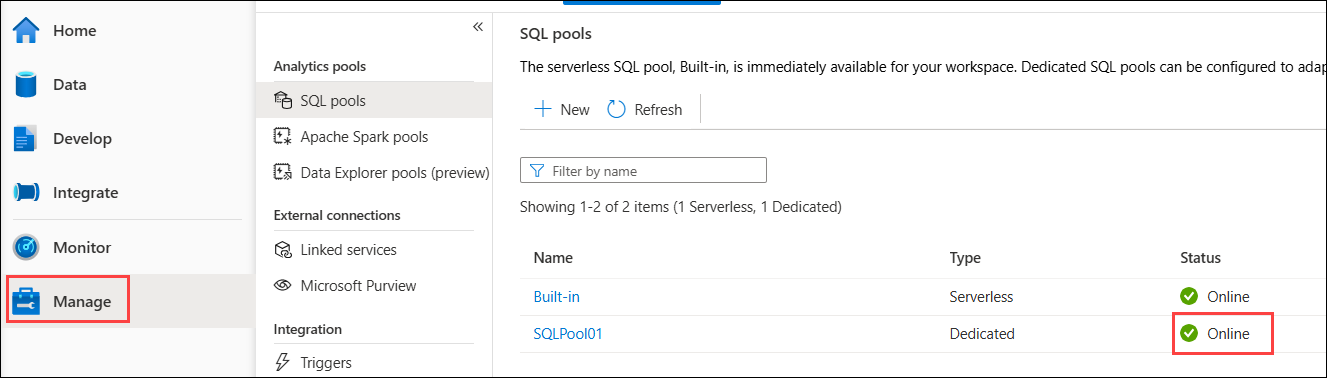 Home
Data
Develop
Integrate
Monitor
Manage
«
Analytics pools
SQL pools
Apache Spark pools
Data Explorer pools (preview)
External connections
Linked services
Microsoft Purview
Integration
Triggers
SQL pools
The serverless SQL pool, Built-in, is immediately available for your workspace. Dedicated SQL pools can be configured to adap
New Refresh
Filter by name
Showing 1-2 of 2 items (1 Serverless, 1 Dedicated)
Name Type Status
Built-in Serverless Online
SQLPool01 Dedicated Online